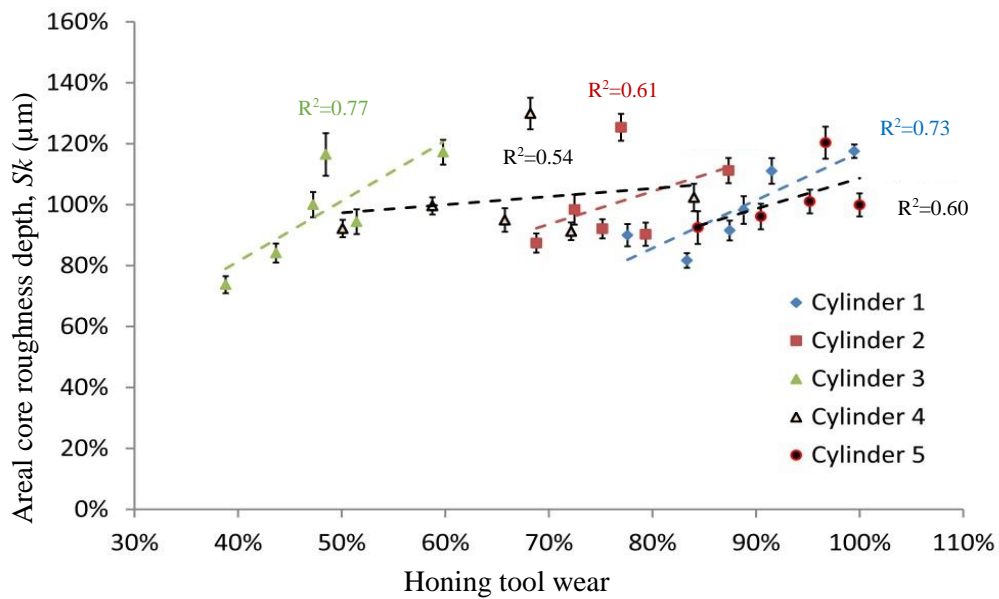 160%
140%
120%
100%
80%
60%
40%
20%
0%
Areal core roughness depth, Sk (μm)
R²=0.77
R²=0.54
R²=0.61
R²=0.73
R²=0.60
Cylinder 1
Cylinder 2
Cylinder 3
Cylinder 4
Cylinder 5
30% 40% 50% 60% 70% 80% 90% 100% 110%
Honing tool wear